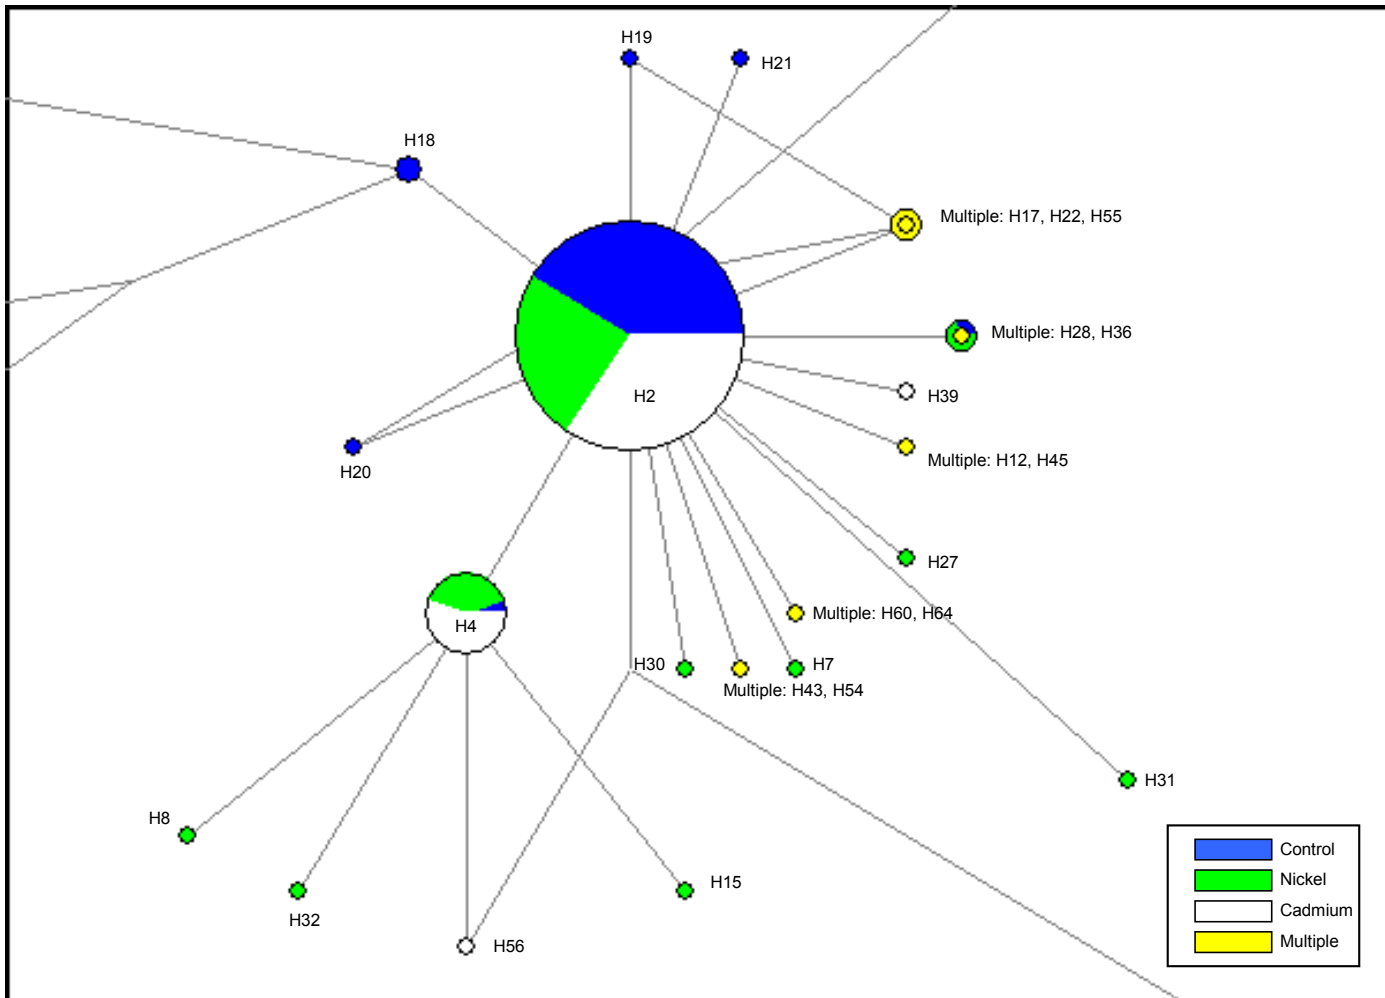 H19
H21
H18
Multiple: H17, H22, H55
Multiple: H28, H36
H2
H39
Multiple: H12, H45
H20
H27
Multiple: H60, H64
H4
H30
H7
Multiple: H43, H54
H31
H8
H15
H32
H56
Control
Nickel
Cadmium
Multiple